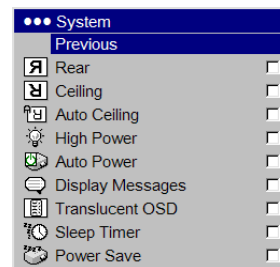 ••• System
Previous
Rear
Ceiling
Auto Ceiling
High Power
Auto Power
Display Messages
Translucent OSD
Sleep Timer
Power Save